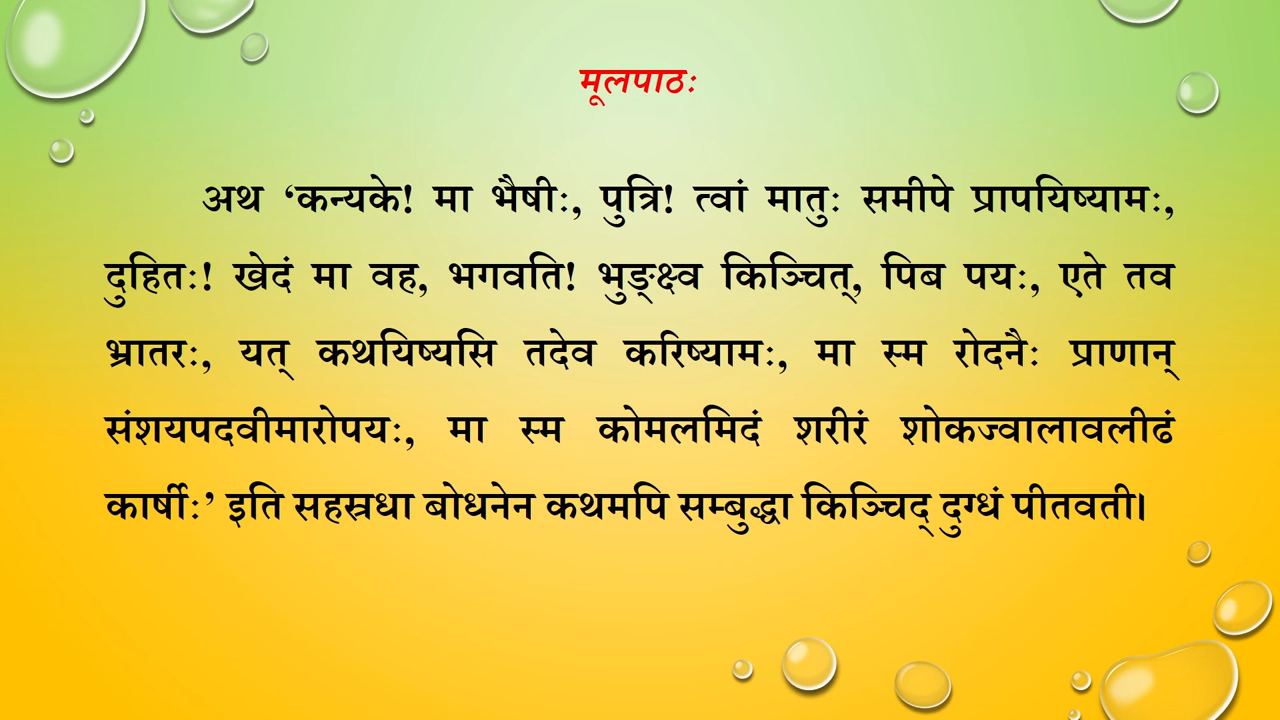 मूलपाठः
अथ ‘कन्यके! मा भैषीः, पुत्रि! त्वां मातुः समीपे प्रापयिष्यामः,
दुहितः! खेदं मा वह, भगवति! भुङ्क्ष्व किञ्चित्, पिब पयः, एते तव
भ्रातरः, यत् कथयिष्यसि तदेव करिष्यामः, मा स्म रोदनैः प्राणान्
संशयपदवीमारोपयः, मा स्म कोमलमिदं शरीरं शोकज्वालावलीढं
कार्षीः’ इति सहस्रधा बोधनेन कथमपि सम्बुद्धा किञ्चिद् दुग्धं पीतवती।